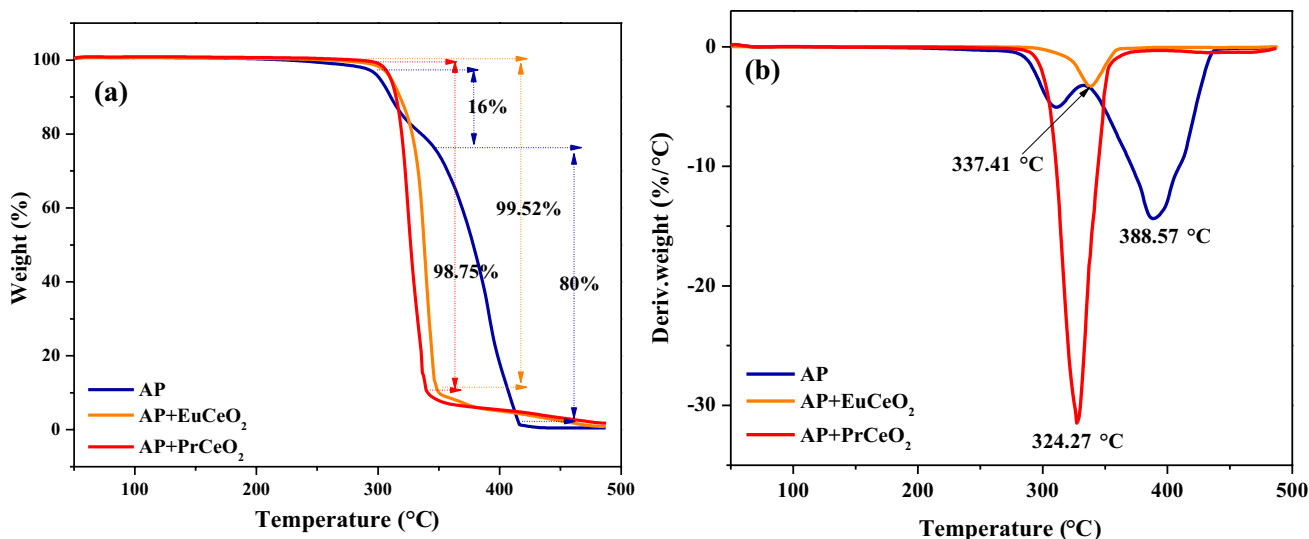 (a)
Weight (%)
100
80
60
40
20
0
16%
99.52%
98.75%
80%
AP
AP+EuCeO₂
AP+PrCeO₂
100
200
300
400
500
Temperature (°C)
(b)
Deriv.weight (%/°C)
0
-10
-20
-30
337.41 °C
388.57 °C
324.27 °C
AP
AP+EuCeO₂
AP+PrCeO₂
100
200
300
400
500
Temperature (°C)